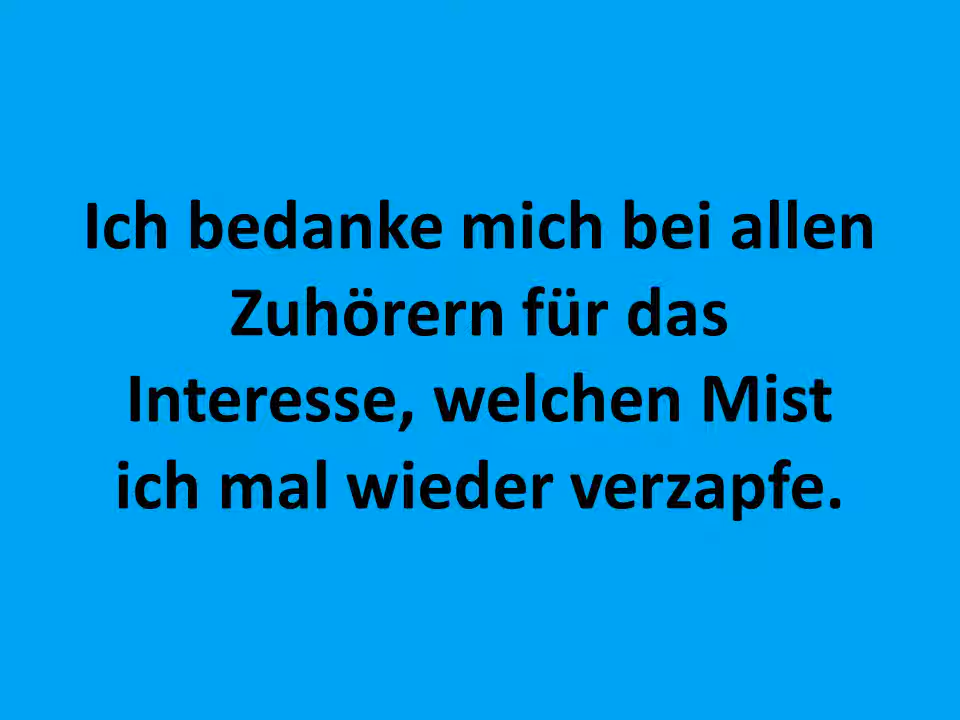 Ich bedanke mich bei allen
Zuhörern für das
Interesse, welchen Mist
ich mal wieder verzapfe.